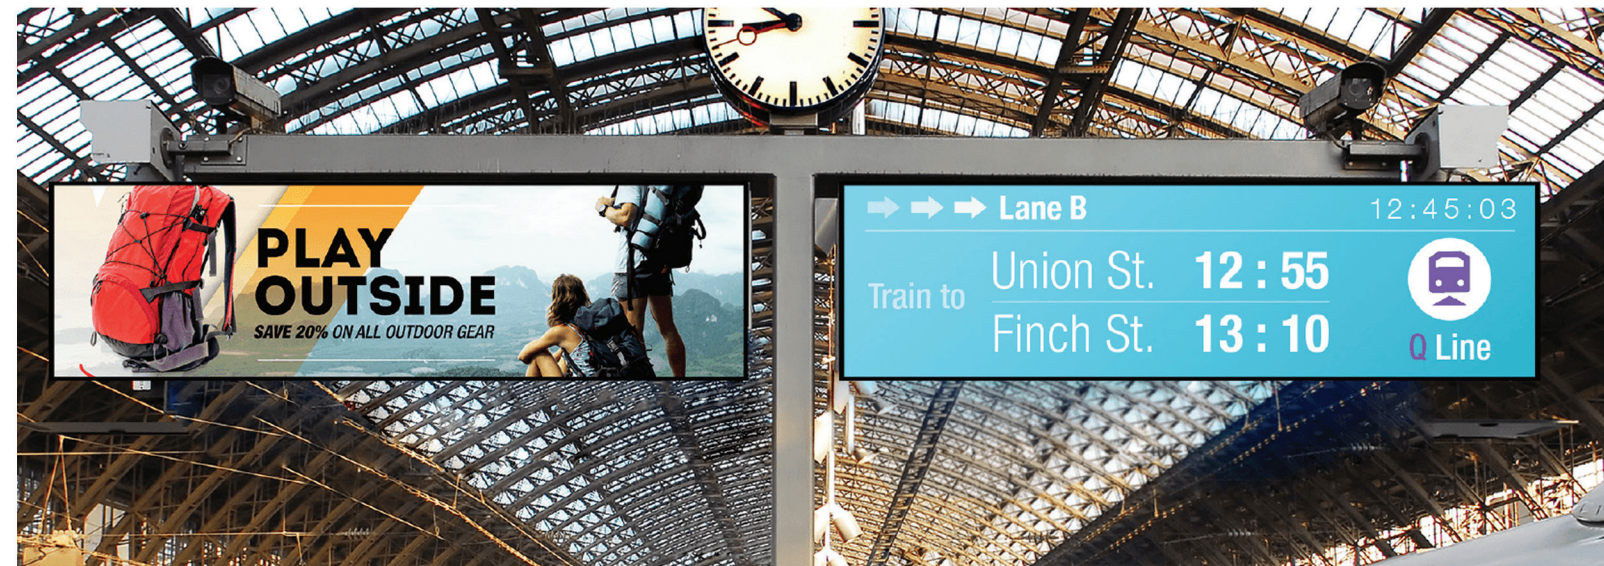 PLAY
OUTSIDE
SAVE 20% ON ALL OUTDOOR GEAR
Lane B 12:45:03
Train to
Union St. 12 : 55
Finch St. 13 : 10
Q Line